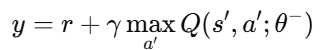 y = r + γ max_{a′} Q(s′, a′; θ⁻)